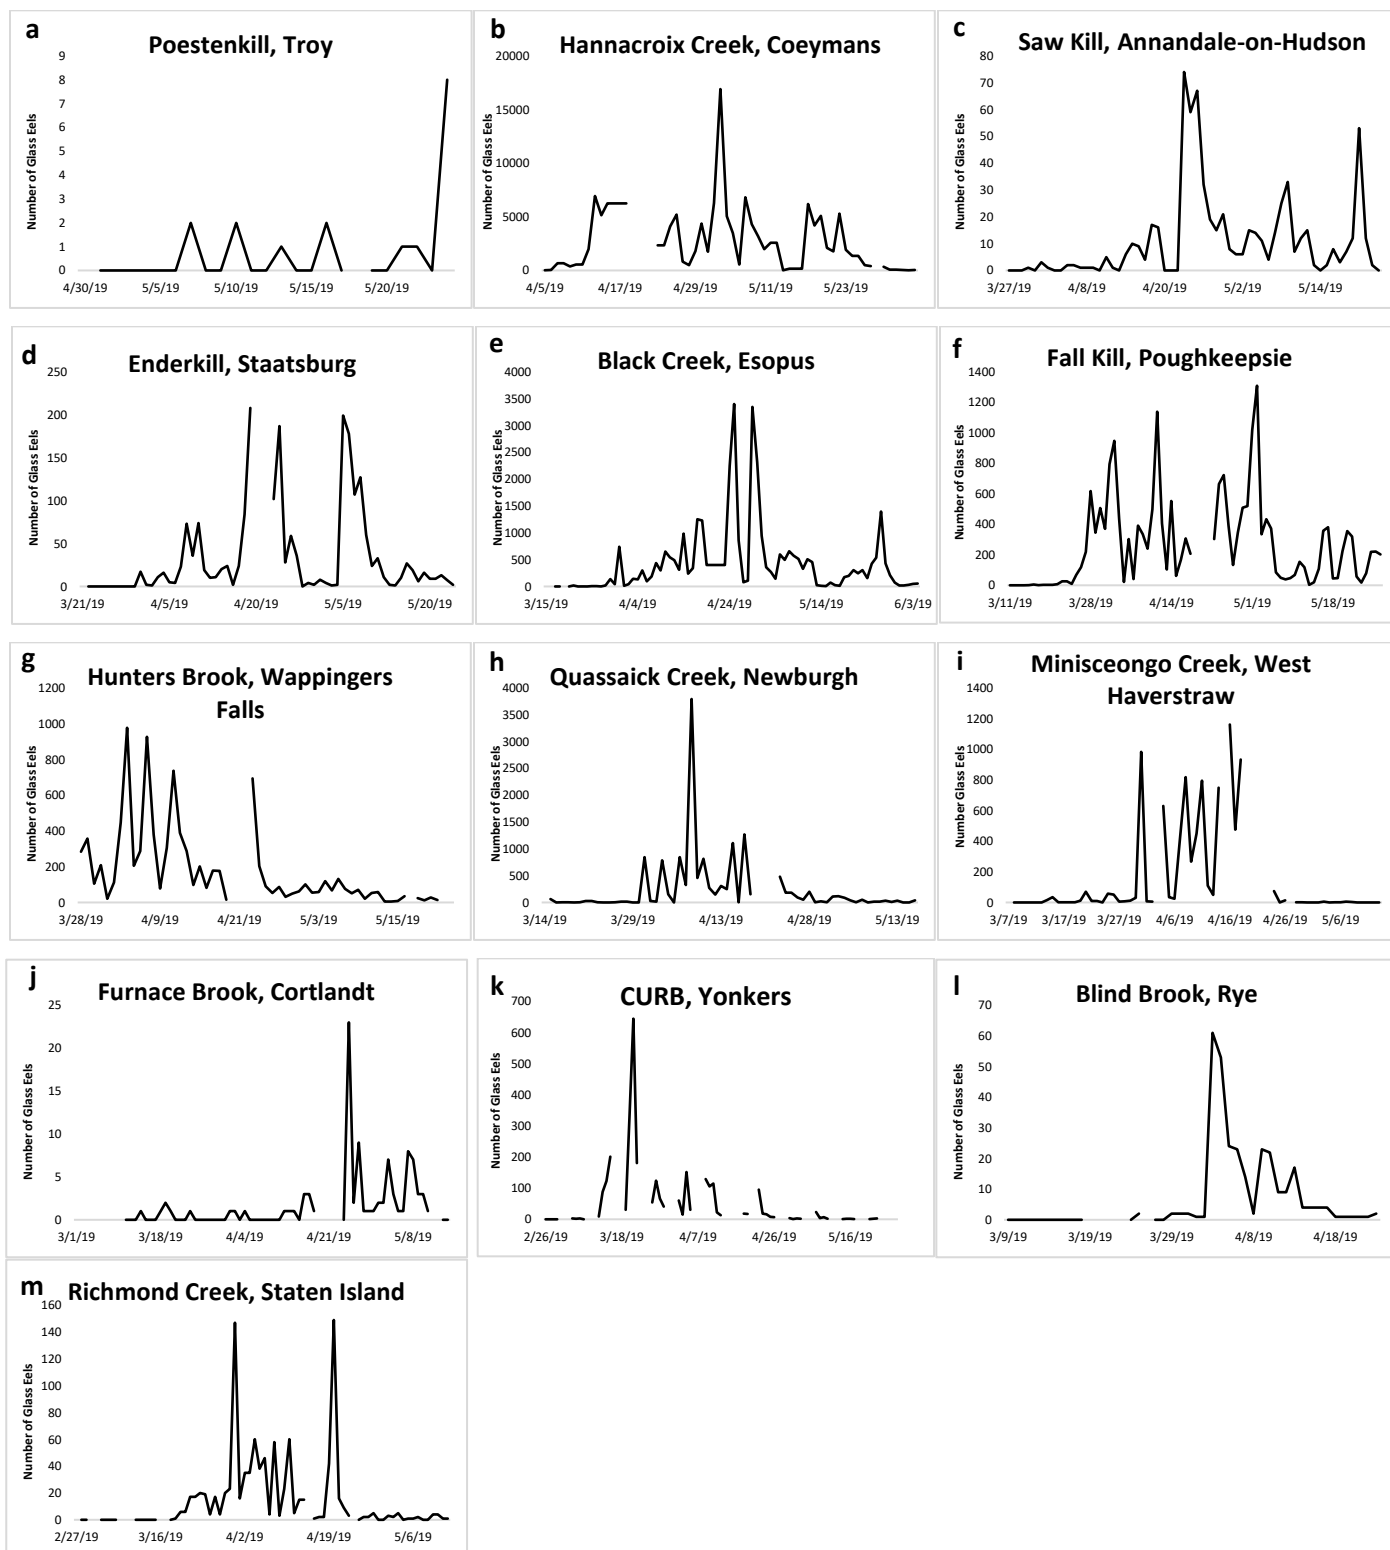 a
Poestenkill, Troy
Number of Glass Eels
9
8
7
6
5
4
3
2
1
0
4/30/19 5/5/19 5/10/19 5/15/19 5/20/19
b
Hannacroix Creek, Coeymans
Number of Glass Eels
20000
15000
10000
5000
0
4/5/19 4/17/19 4/29/19 5/11/19 5/23/19
c
Saw Kill, Annandale-on-Hudson
Number of Glass Eels
80
70
60
50
40
30
20
10
0
3/27/19 4/8/19 4/20/19 5/2/19 5/14/19
d
Enderkill, Staatsburg
Number of Glass Eels
250
200
150
100
50
0
3/21/19 4/5/19 4/20/19 5/5/19 5/20/19
e
Black Creek, Esopus
Number of Glass Eels
4000
3500
3000
2500
2000
1500
1000
500
0
3/15/19 4/4/19 4/24/19 5/14/19 6/3/19
f
Fall Kill, Poughkeepsie
Number of Glass Eels
1400
1200
1000
800
600
400
200
0
3/11/19 3/28/19 4/14/19 5/1/19 5/18/19
g
Hunters Brook, Wappingers
Falls
Number of Glass Eels
1200
1000
800
600
400
200
0
3/28/19 4/9/19 4/21/19 5/3/19 5/15/19
h
Quassaick Creek, Newburgh
Number of Glass Eels
4000
3500
3000
2500
2000
1500
1000
500
0
3/14/19 3/29/19 4/13/19 4/28/19 5/13/19
i
Minisceongo Creek, West
Haverstraw
Number Glass Eels
1400
1200
1000
800
600
400
200
0
3/7/19 3/17/19 3/27/19 4/6/19 4/16/19 4/26/19 5/6/19
j
Furnace Brook, Cortlandt
Number of Glass Eels
25
20
15
10
5
0
3/1/19 3/18/19 4/4/19 4/21/19 5/8/19
k
CURB, Yonkers
Number of Glass Eels
700
600
500
400
300
200
100
0
2/26/19 3/18/19 4/7/19 4/26/19 5/16/19
l
Blind Brook, Rye
Number of Glass Eels
70
60
50
40
30
20
10
0
3/9/19 3/19/19 3/29/19 4/8/19 4/18/19
m
Richmond Creek, Staten Island
Number of Glass Eels
160
140
120
100
80
60
40
20
0
2/27/19 3/16/19 4/2/19 4/19/19 5/6/19